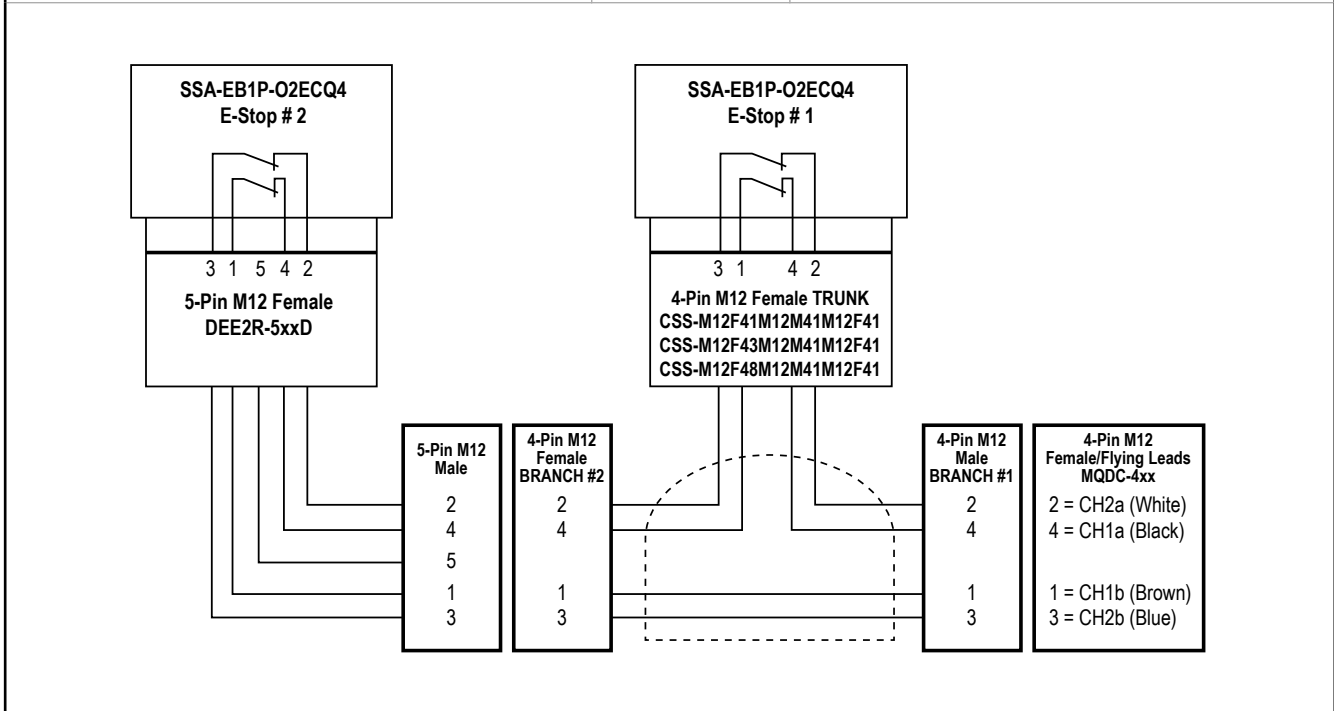 SSA-EB1P-O2ECQ4
E-Stop # 2
3 1 5 4 2
5-Pin M12 Female
DEE2R-5xxD
SSA-EB1P-O2ECQ4
E-Stop # 1
3 1 4 2
4-Pin M12 Female TRUNK
CSS-M12F41M12M41M12F41
CSS-M12F43M12M41M12F41
CSS-M12F48M12M41M12F41
5-Pin M12
Male
2
4
5
1
3
4-Pin M12
Female
BRANCH #2
2
4
1
3
4-Pin M12
Male
BRANCH #1
2
4
1
3
4-Pin M12
Female/Flying Leads
MQDC-4xx
2 = CH2a (White)
4 = CH1a (Black)
1 = CH1b (Brown)
3 = CH2b (Blue)